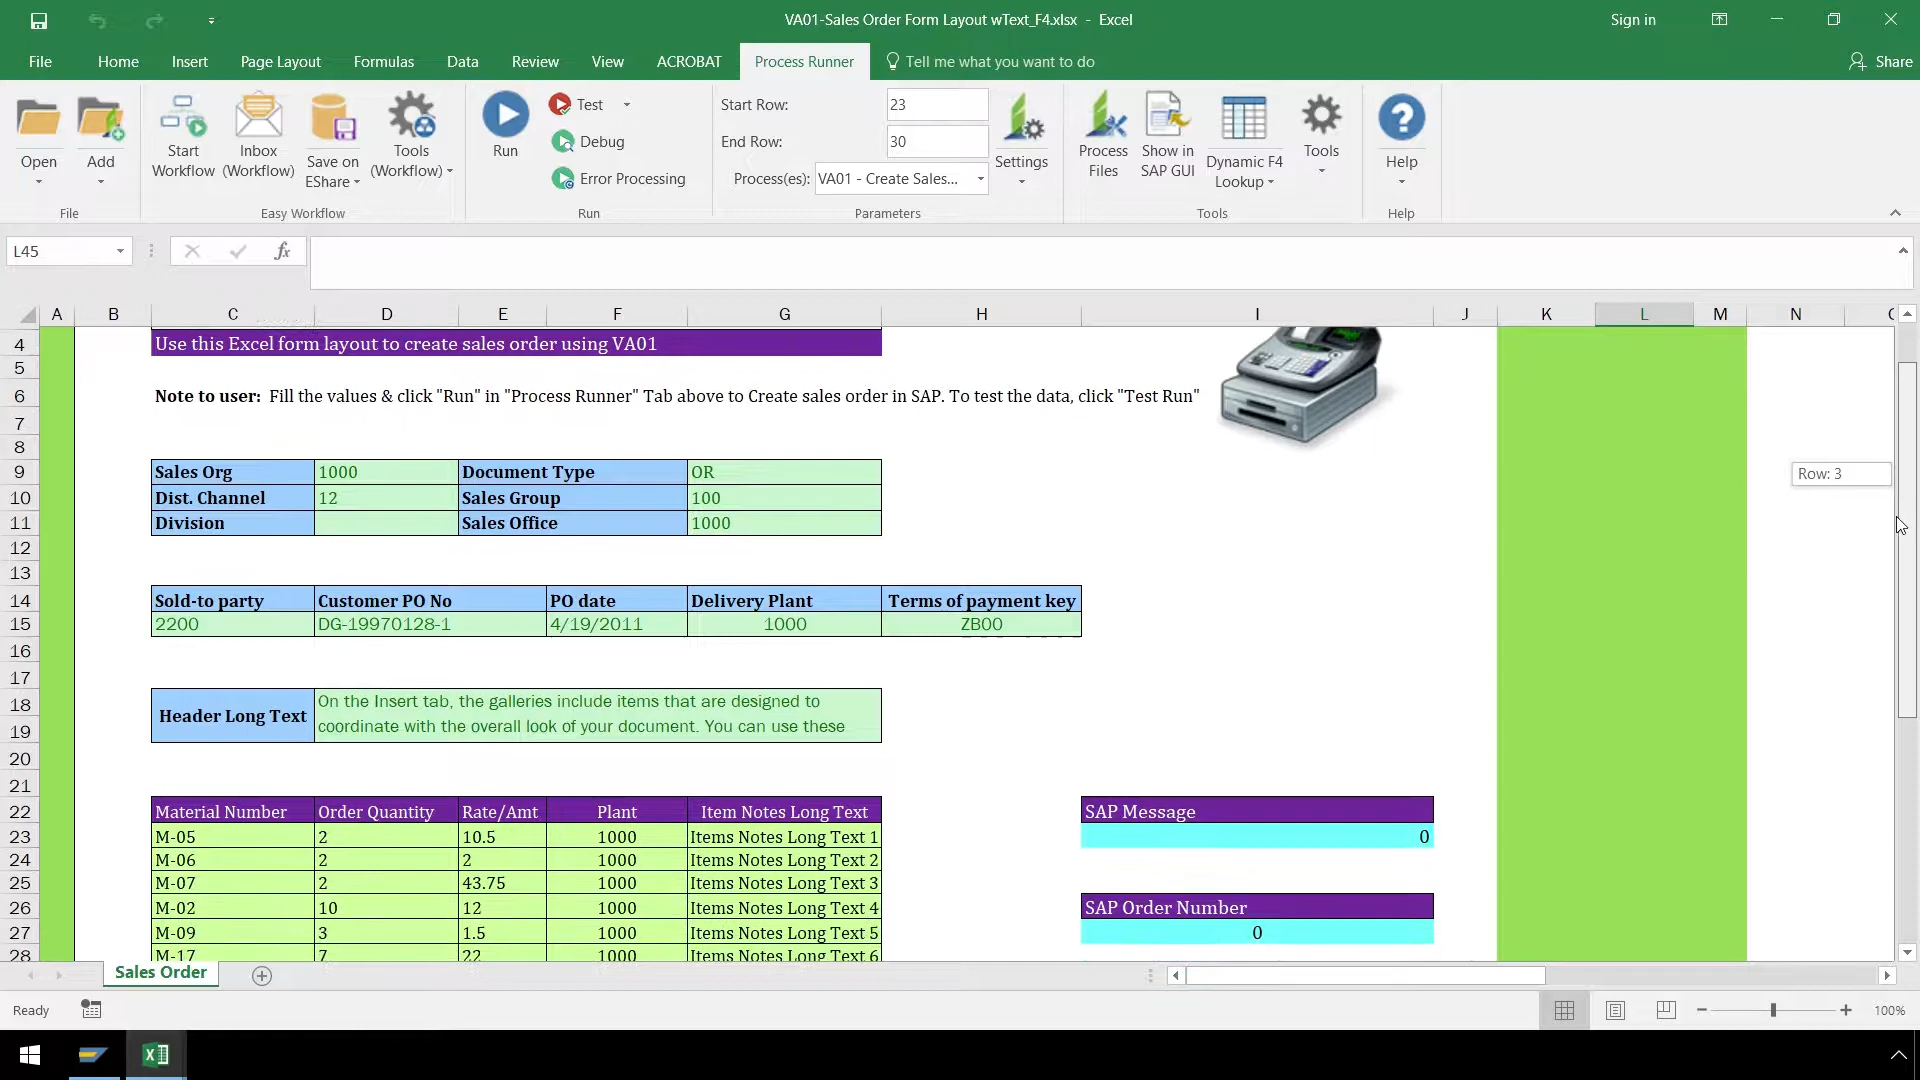 VA01-Sales Order Form Layout wText_F4.xlsx - Excel
Sign in
File Home Insert Page Layout Formulas Data Review View ACROBAT Process Runner Tell me what you want to do Share
Open
Add
File
Start Workflow
Inbox (Workflow)
Save on EShare
Tools (Workflow)
Easy Workflow
Run
Test
Debug
Error Processing
Run
Start Row: 23
End Row: 30
Process(es): VA01 - Create Sales...
Settings
Parameters
Process Files
Show in SAP GUI
Dynamic F4 Lookup
Tools
Tools
Help
Help
L45
fx
A B C D E F G H I J K L M N
4 Use this Excel form layout to create sales order using VA01
5
6 Note to user: Fill the values & click "Run" in "Process Runner" Tab above to Create sales order in SAP. To test the data, click "Test Run"
7
8
9 Sales Org 1000 Document Type OR
Row: 3
10 Dist. Channel 12 Sales Group 100
11 Division Sales Office 1000
12
13
14 Sold-to party Customer PO No PO date Delivery Plant Terms of payment key
15 2200 DG-19970128-1 4/19/2011 1000 ZB00
16
17
18 Header Long Text On the Insert tab, the galleries include items that are designed to
19 coordinate with the overall look of your document. You can use these
20
21
22 Material Number Order Quantity Rate/Amt Plant Item Notes Long Text SAP Message
23 M-05 2 10.5 1000 Items Notes Long Text 1 0
24 M-06 2 2 1000 Items Notes Long Text 2
25 M-07 2 43.75 1000 Items Notes Long Text 3
26 M-02 10 12 1000 Items Notes Long Text 4 SAP Order Number
27 M-09 3 1.5 1000 Items Notes Long Text 5 0
28 M-17 7 22 1000 Items Notes Long Text 6
Sales Order
Ready
100%